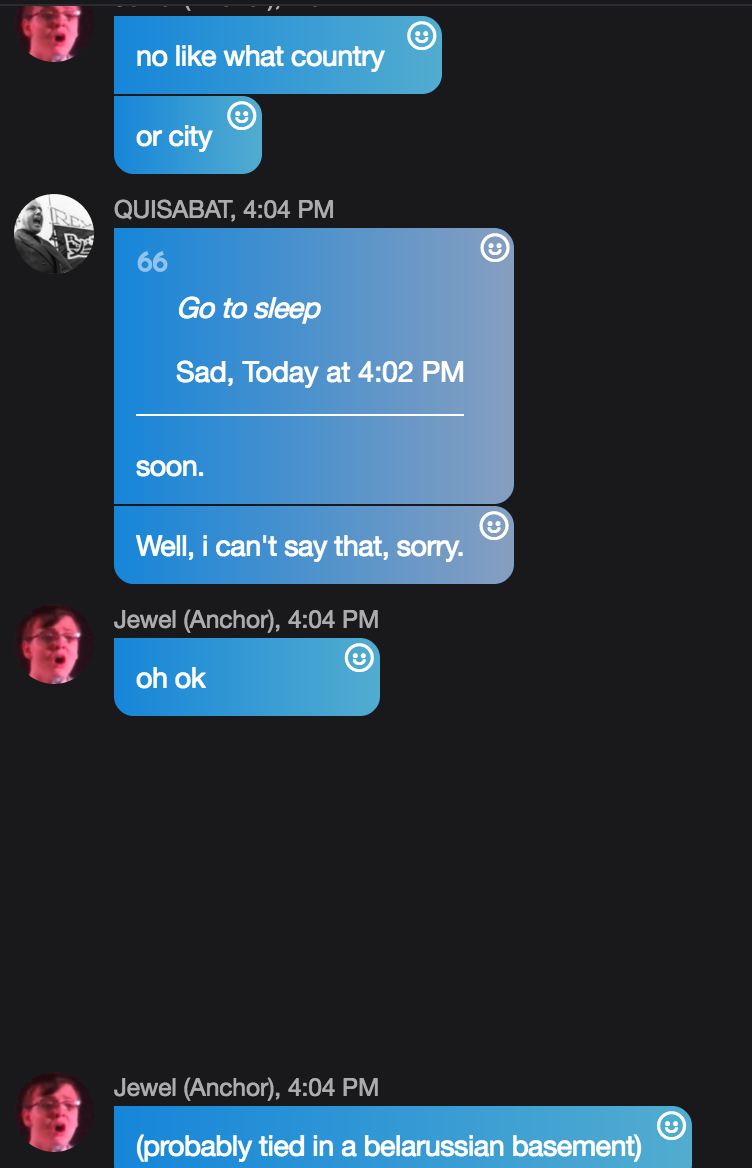 no like what country
or city
QUISABAT, 4:04 PM
“
Go to sleep
Sad, Today at 4:02 PM
soon.
Well, i can't say that, sorry.
Jewel (Anchor), 4:04 PM
oh ok
Jewel (Anchor), 4:04 PM
(probably tied in a belarussian basement)